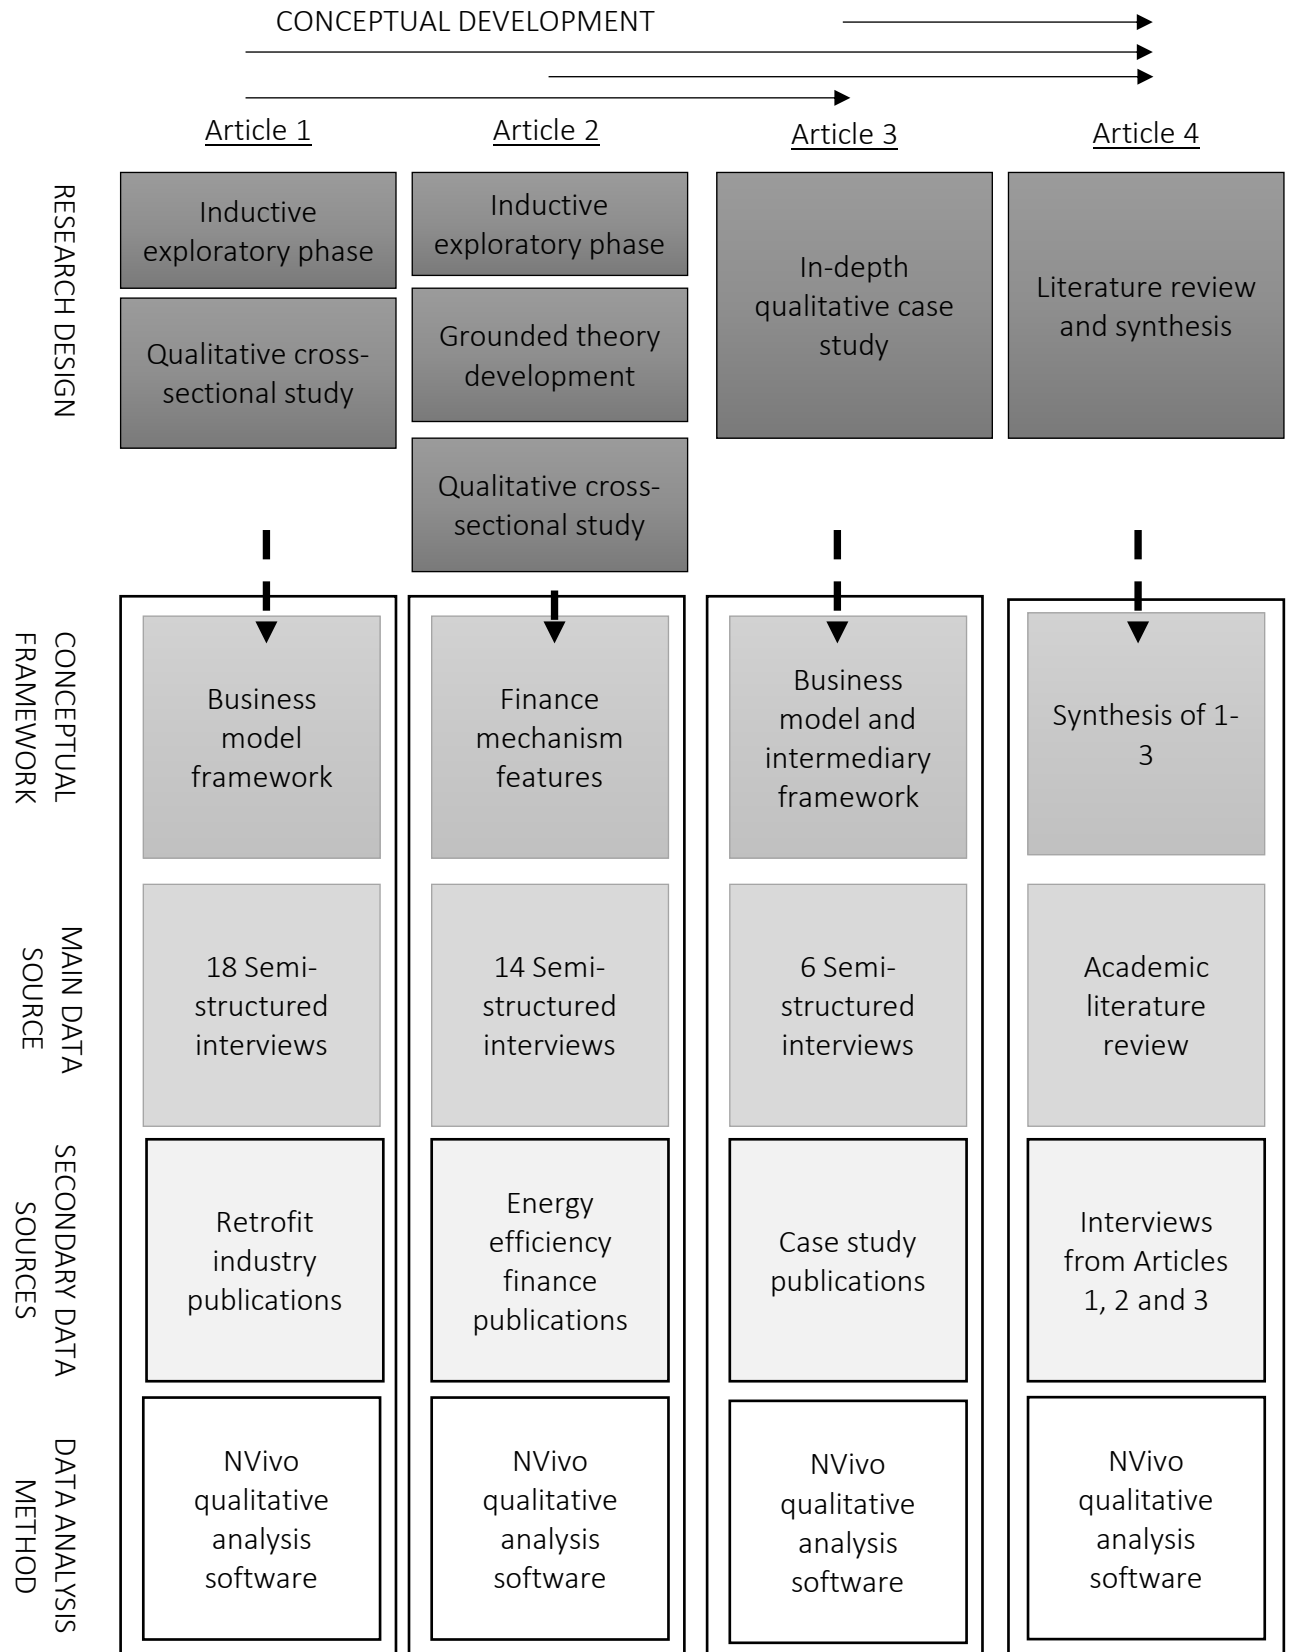 CONCEPTUAL DEVELOPMENT
Article 1
Article 2
Article 3
Article 4
RESEARCH DESIGN
Inductive
exploratory phase
Qualitative cross-
sectional study
Inductive
exploratory phase
Grounded theory
development
Qualitative cross-
sectional study
In-depth
qualitative case
study
Literature review
and synthesis
CONCEPTUAL
FRAMEWORK
Business
model
framework
Finance
mechanism
features
Business
model and
intermediary
framework
Synthesis of 1-
3
MAIN DATA
SOURCE
18 Semi-
structured
interviews
14 Semi-
structured
interviews
6 Semi-
structured
interviews
Academic
literature
review
SECONDARY DATA
SOURCES
Retrofit
industry
publications
Energy
efficiency
finance
publications
Case study
publications
Interviews
from Articles
1, 2 and 3
DATA ANALYSIS
METHOD
NVivo
qualitative
analysis
software
NVivo
qualitative
analysis
software
NVivo
qualitative
analysis
software
NVivo
qualitative
analysis
software